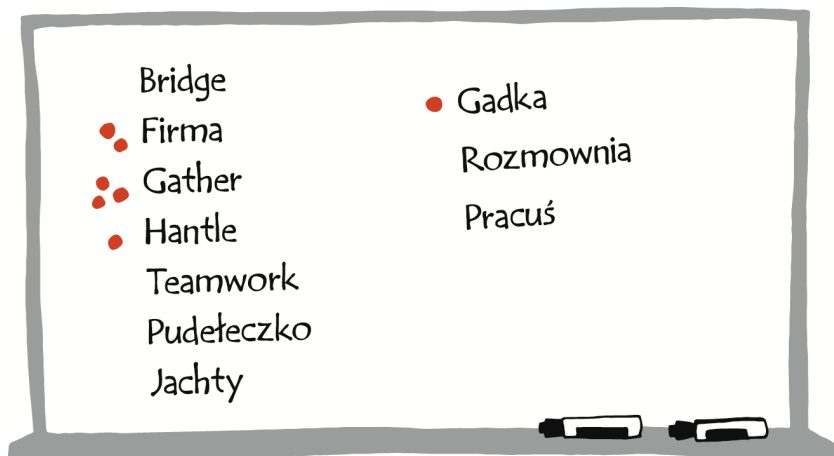 Bridge
Firma
Gather
Hantle
Teamwork
Pudełeczko
Jachty
Gadka
Rozmownia
Pracuś